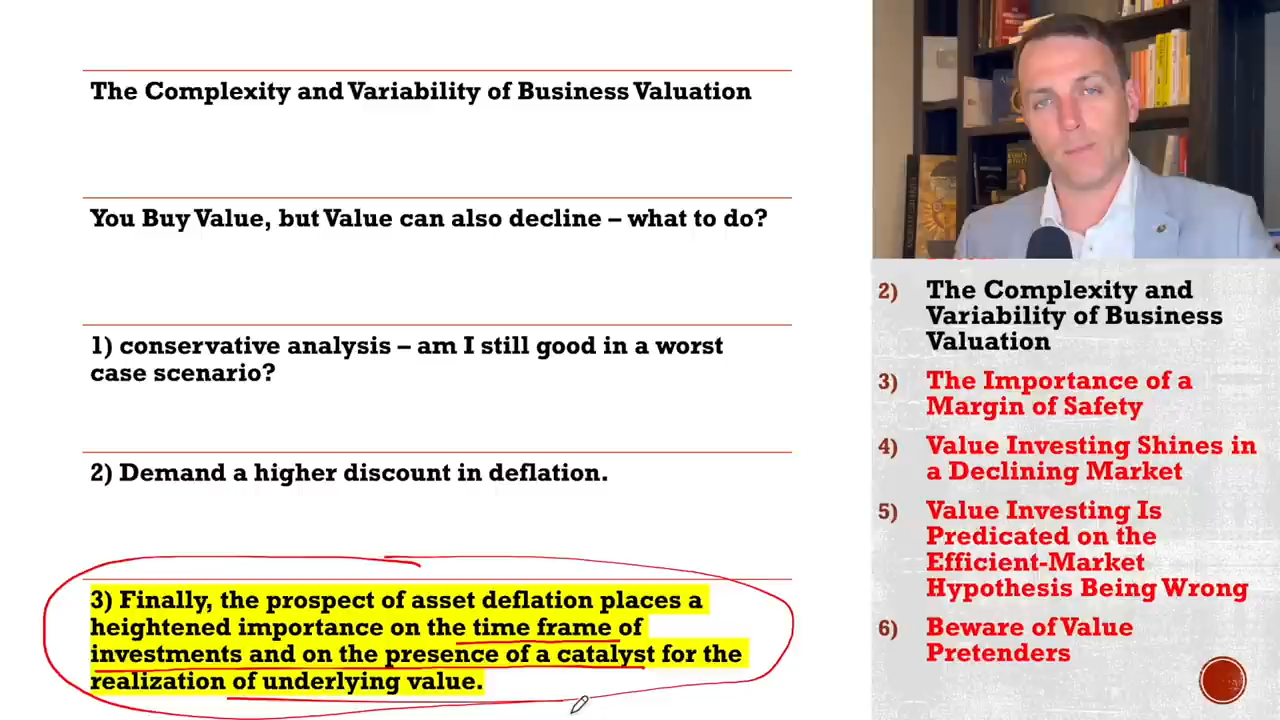 The Complexity and Variability of Business Valuation
You Buy Value, but Value can also decline – what to do?
1) conservative analysis – am I still good in a worst
case scenario?
2) Demand a higher discount in deflation.
3) Finally, the prospect of asset deflation places a
heightened importance on the time frame of
investments and on the presence of a catalyst for the
realization of underlying value.
2) The Complexity and
Variability of Business
Valuation
3) The Importance of a
Margin of Safety
4) Value Investing Shines in
a Declining Market
5) Value Investing Is
Predicated on the
Efficient-Market
Hypothesis Being Wrong
6) Beware of Value
Pretenders